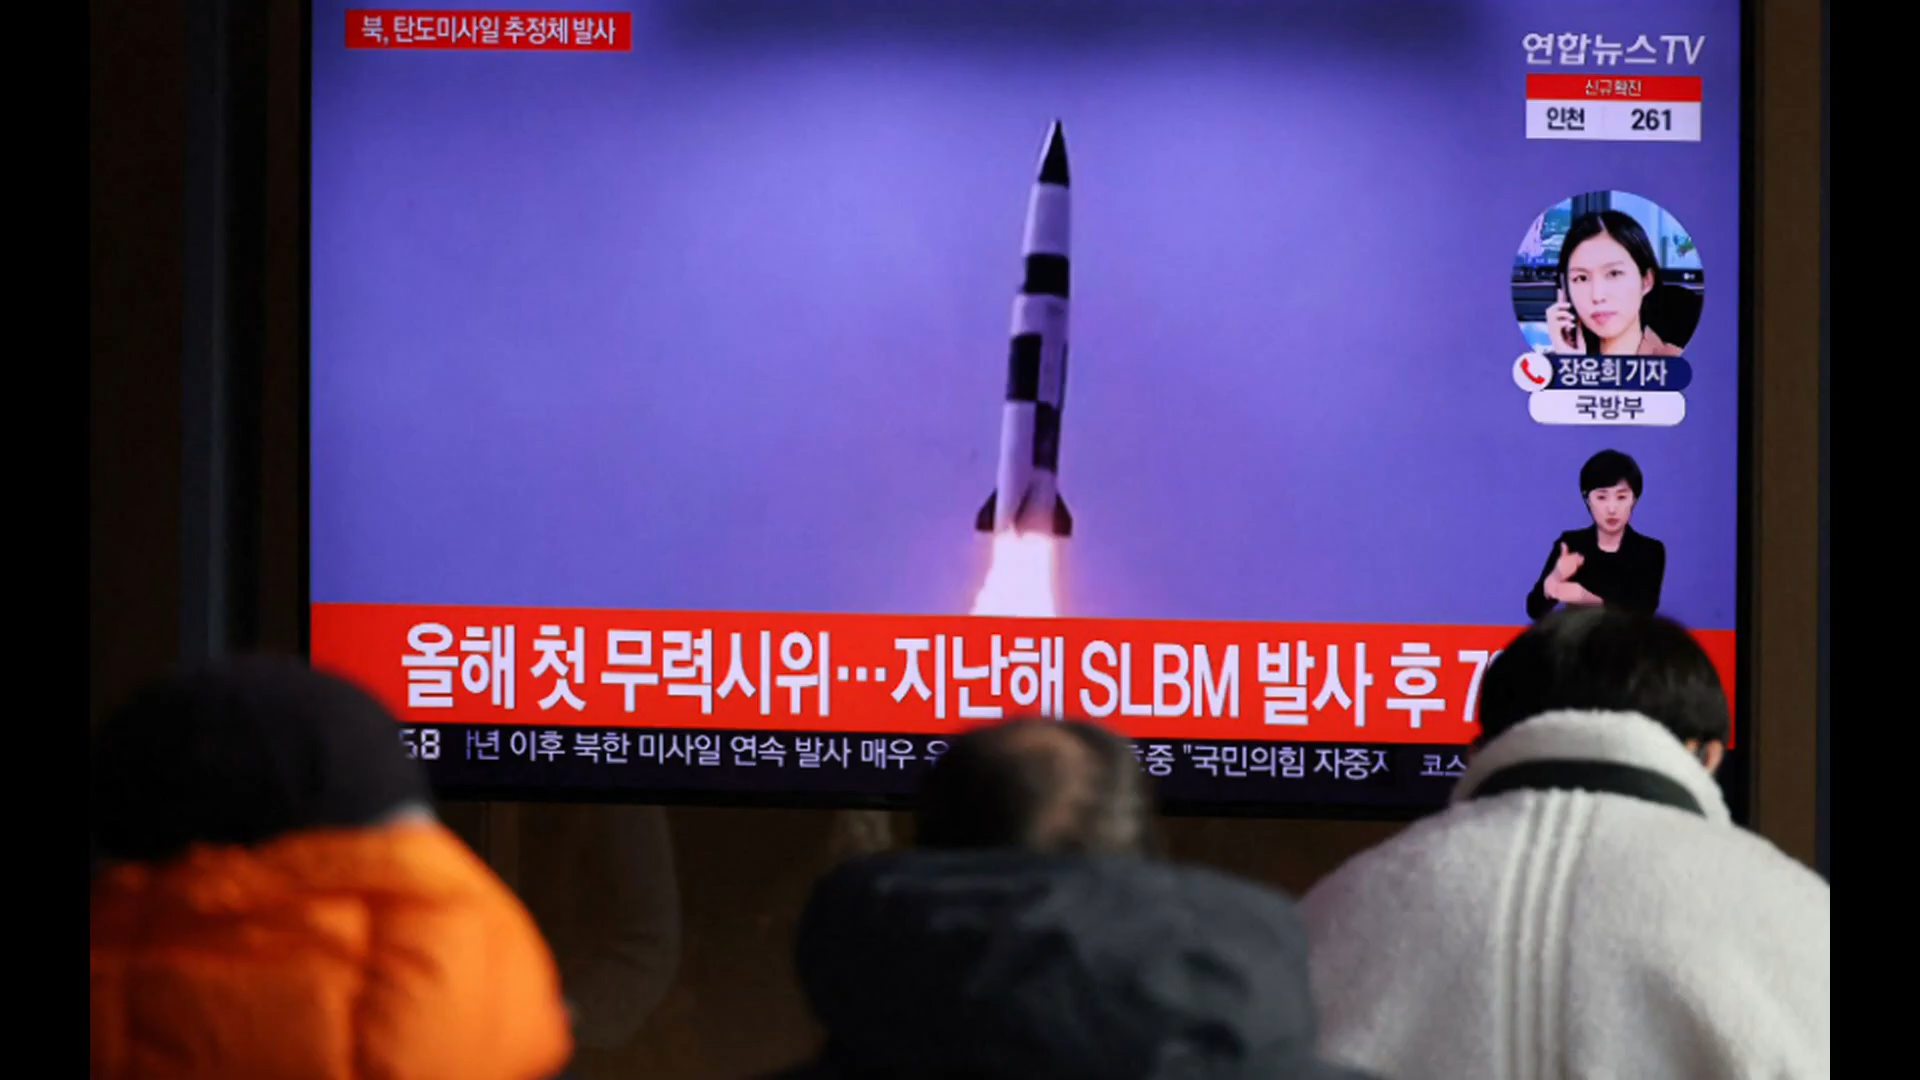 북, 탄도미사일 추정체 발사
연합뉴스TV
신규확진
인천 261
장윤희 기자
국방부
올해 첫 무력시위…지난해 SLBM 발사 후
58 년 이후 북한 미사일 연속 발사 매우 중 "국민의힘 자중지